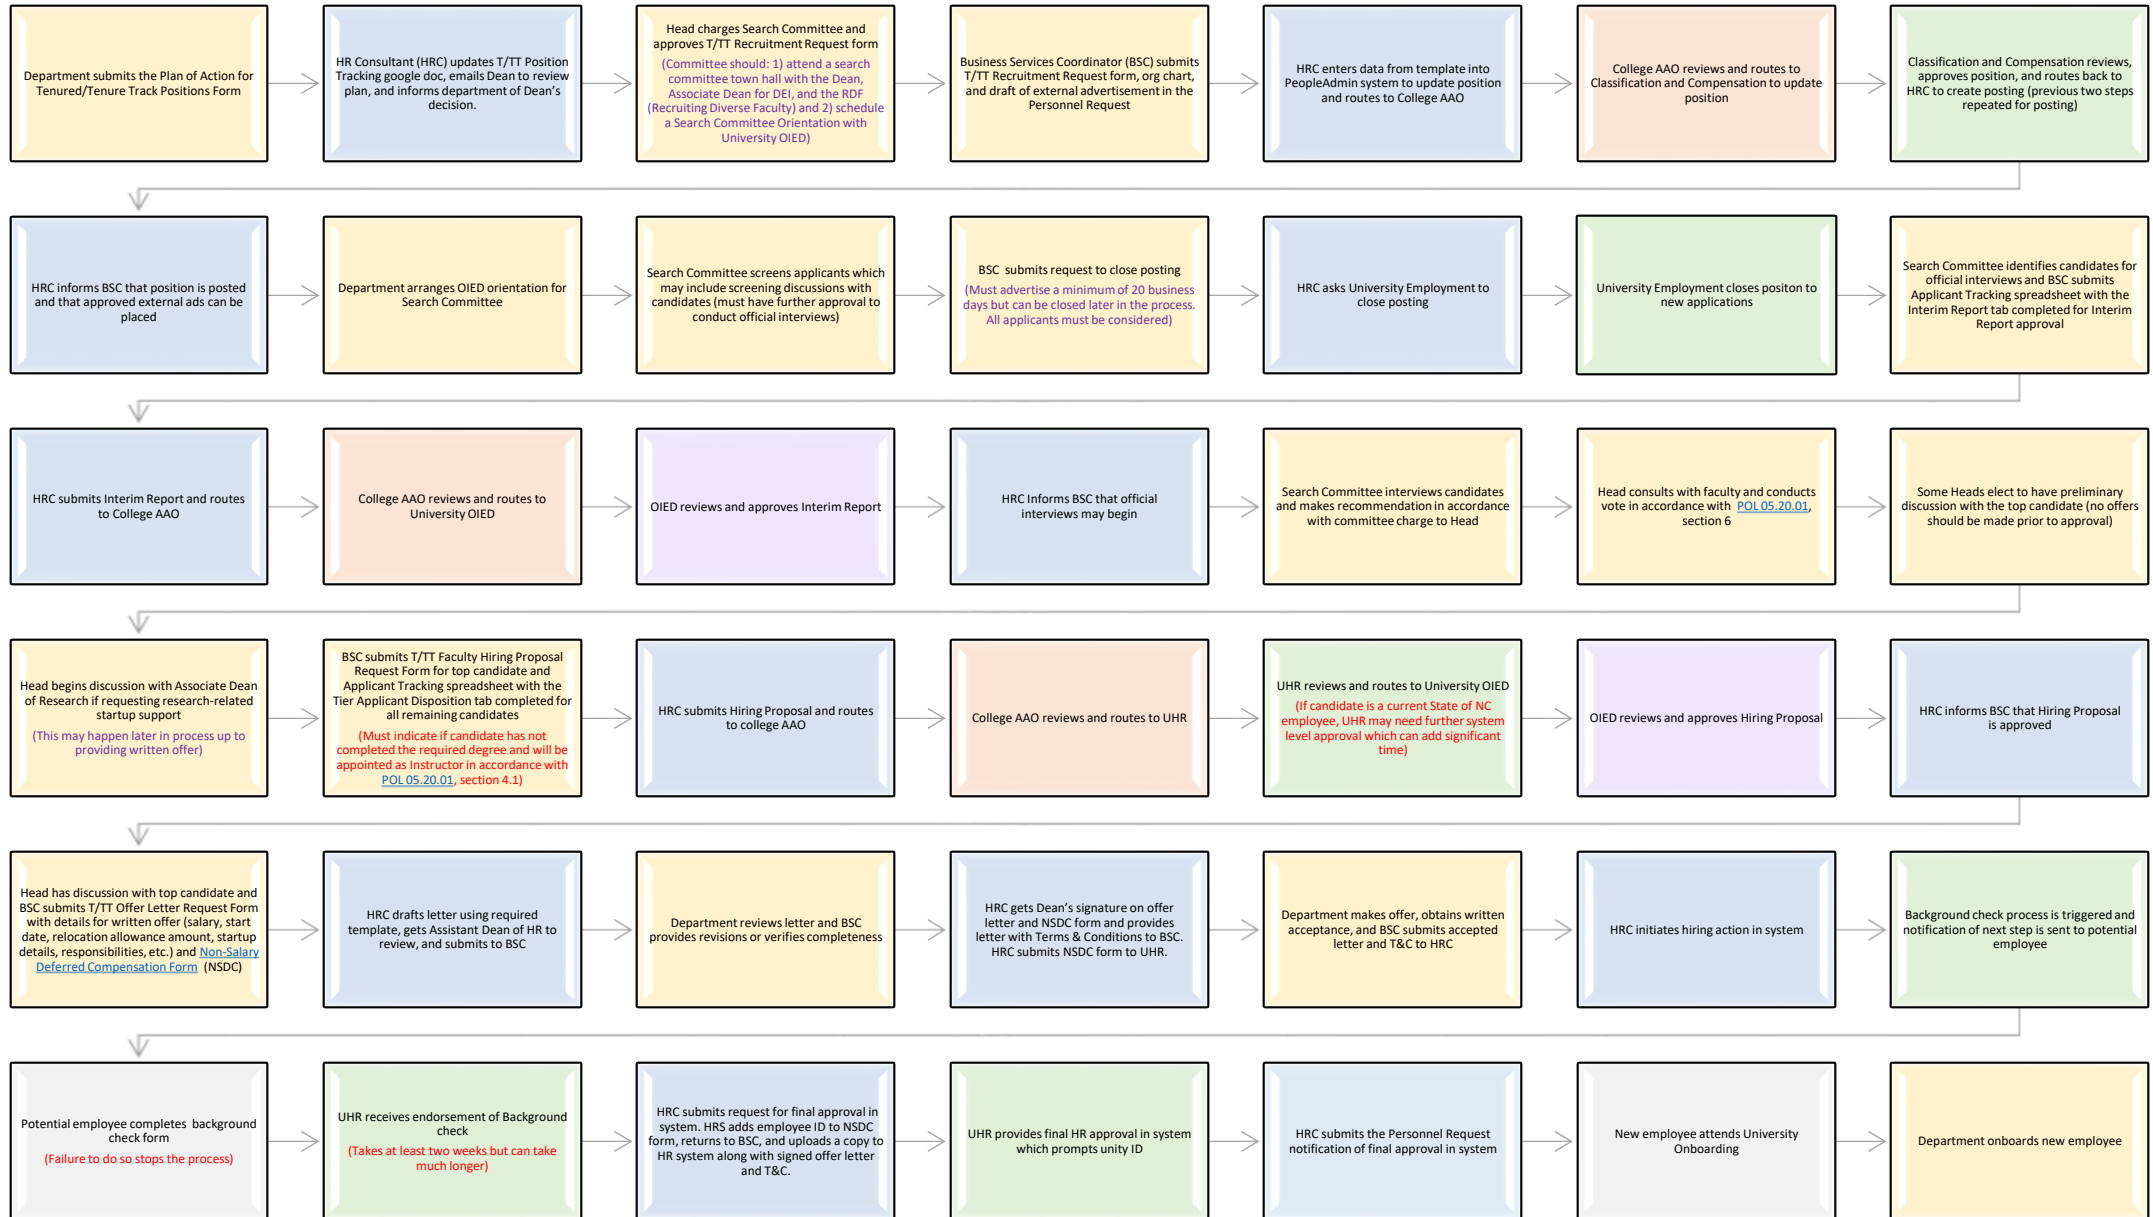 Department submits the Plan of Action for
Tenured/Tenure Track Positions Form
HR Consultant (HRC) updates T/TT Position
Tracking google doc, emails Dean to review
plan, and informs department of Dean's
decision.
Head charges Search Committee and
approves T/TT Recruitment Request form
(Committee should: 1) attend a search
committee town hall with the Dean,
Associate Dean for DEI, and the RDF
(Recruiting Diverse Faculty) and 2) schedule
a Search Committee Orientation with
University OIED)
Business Services Coordinator (BSC) submits
T/TT Recruitment Request form, org chart,
and draft of external advertisement in the
Personnel Request
HRC enters data from template into
PeopleAdmin system to update position
and routes to College AAO
College AAO reviews and routes to
Classification and Compensation to update
position
Classification and Compensation reviews,
approves position, and routes back to
HRC to create posting (previous two steps
repeated for posting)
HRC informs BSC that position is posted
and that approved external ads can be
placed
Department arranges OIED orientation for
Search Committee
Search Committee screens applicants which
may include screening discussions with
candidates (must have further approval to
conduct official interviews)
BSC submits request to close posting
(Must advertise a minimum of 20 business
days but can be closed later in the process.
All applicants must be considered)
HRC asks University Employment to
close posting
University Employment closes positon to
new applications
Search Committee identifies candidates for
official interviews and BSC submits
Applicant Tracking spreadsheet with the
Interim Report tab completed for Interim
Report approval
HRC submits Interim Report and routes
to College AAO
College AAO reviews and routes to
University OIED
OIED reviews and approves Interim Report
HRC Informs BSC that official
interviews may begin
Search Committee interviews candidates
and makes recommendation in accordance
with committee charge to Head
Head consults with faculty and conducts
vote in accordance with POL 05.20.01,
section 6
Some Heads elect to have preliminary
discussion with the top candidate (no offers
should be made prior to approval)
Head begins discussion with Associate Dean
of Research if requesting research-related
startup support
(This may happen later in process up to
providing written offer)
BSC submits T/TT Faculty Hiring Proposal
Request Form for top candidate and
Applicant Tracking spreadsheet with the
Tier Applicant Disposition tab completed for
all remaining candidates
(Must indicate if candidate has not
completed the required degree and will be
appointed as Instructor in accordance with
POL 05.20.01, section 4.1)
HRC submits Hiring Proposal and routes
to college AAO
College AAO reviews and routes to UHR
UHR reviews and routes to University OIED
(If candidate is a current State of NC
employee, UHR may need further system
level approval which can add significant
time)
OIED reviews and approves Hiring Proposal
HRC informs BSC that Hiring Proposal
is approved
Head has discussion with top candidate and
BSC submits T/TT Offer Letter Request Form
with details for written offer (salary, start
date, relocation allowance amount, startup
details, responsibilities, etc.) and Non-Salary
Deferred Compensation Form (NSDC)
HRC drafts letter using required
template, gets Assistant Dean of HR to
review, and submits to BSC
Department reviews letter and BSC
provides revisions or verifies completeness
HRC gets Dean's signature on offer
letter and NSDC form and provides
letter with Terms & Conditions to BSC.
HRC submits NSDC form to UHR.
Department makes offer, obtains written
acceptance, and BSC submits accepted
letter and T&C to HRC
HRC initiates hiring action in system
Background check process is triggered and
notification of next step is sent to potential
employee
Potential employee completes background
check form
(Failure to do so stops the process)
UHR receives endorsement of Background
check
(Takes at least two weeks but can take
much longer)
HRC submits request for final approval in
system. HRS adds employee ID to NSDC
form, returns to BSC, and uploads a copy to
HR system along with signed offer letter
and T&C.
UHR provides final HR approval in system
which prompts unity ID
HRC submits the Personnel Request
notification of final approval in system
New employee attends University
Onboarding
Department onboards new employee